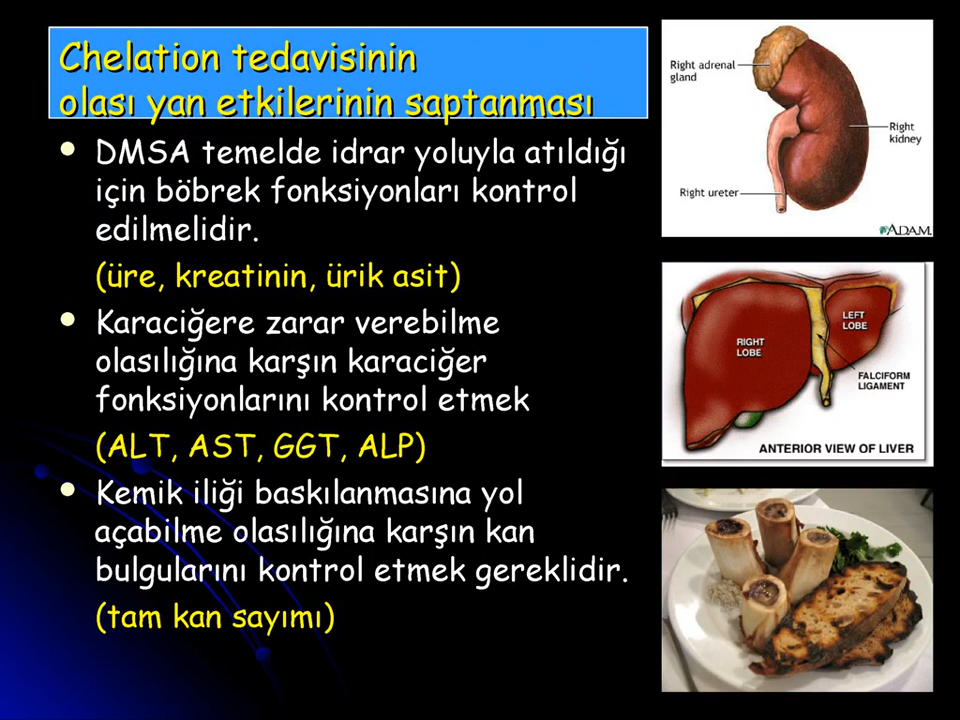 Chelation tedavisinin
olası yan etkilerinin saptanması
• DMSA temelde idrar yoluyla atıldığı
için böbrek fonksiyonları kontrol
edilmelidir.
(üre, kreatinin, ürik asit)
• Karaciğere zarar verebilme
olasılığına karşın karaciğer
fonksiyonlarını kontrol etmek
(ALT, AST, GGT, ALP)
• Kemik iliği baskılanmasına yol
açabilme olasılığına karşın kan
bulgularını kontrol etmek gereklidir.
(tam kan sayımı)
Right adrenal
gland
Right
kidney
Right ureter
ADAM.
LEFT
LOBE
RIGHT
LOBE
FALCIFORM
LIGAMENT
ANTERIOR VIEW OF LIVER